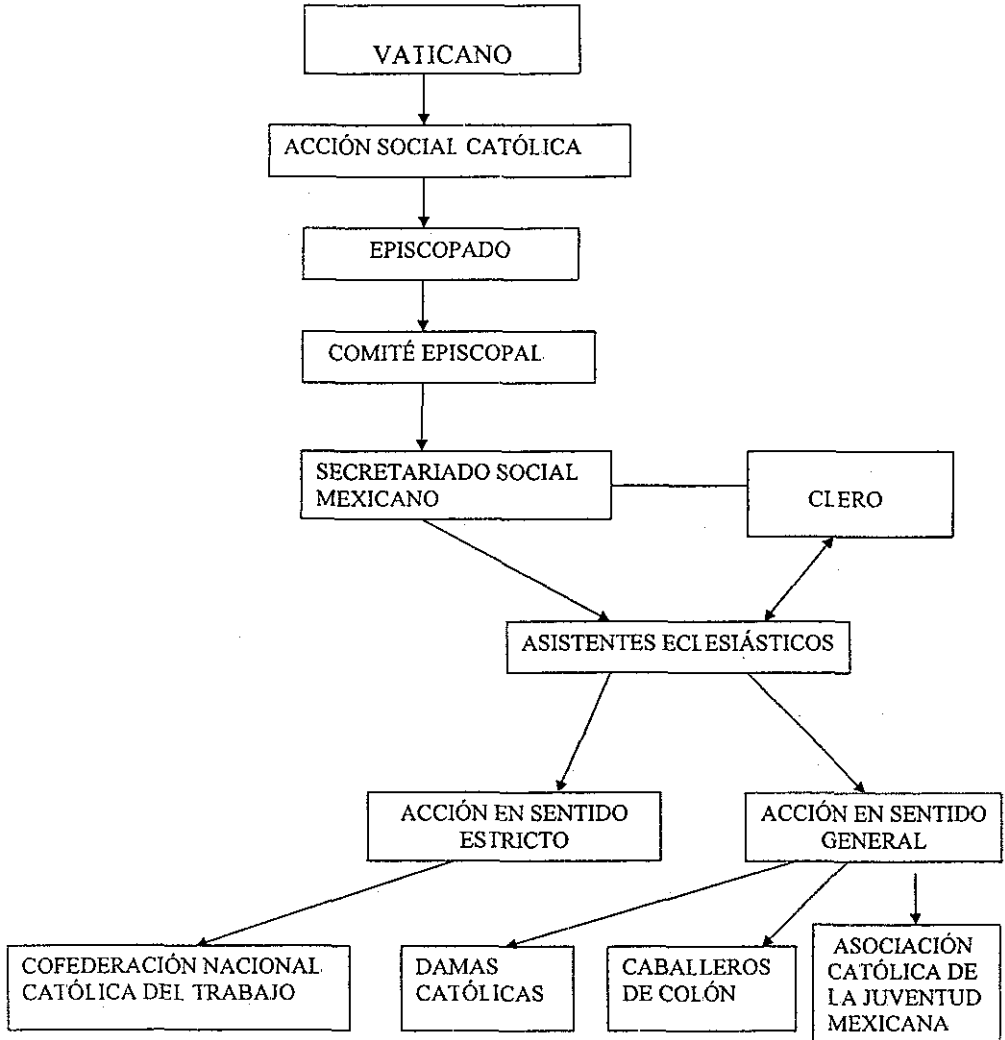 VATICANO
ACCIÓN SOCIAL CATÓLICA
EPISCOPADO
COMITÉ EPISCOPAL
SECRETARIADO SOCIAL
MEXICANO
CLERO
ASISTENTES ECLESIÁSTICOS
ACCIÓN EN SENTIDO
ESTRICTO
ACCIÓN EN SENTIDO
GENERAL
COFEDERACIÓN NACIONAL
CATÓLICA DEL TRABAJO
DAMAS
CATÓLICAS
CABALLEROS
DE COLÓN
ASOCIACIÓN
CATÓLICA DE
LA JUVENTUD
MEXICANA